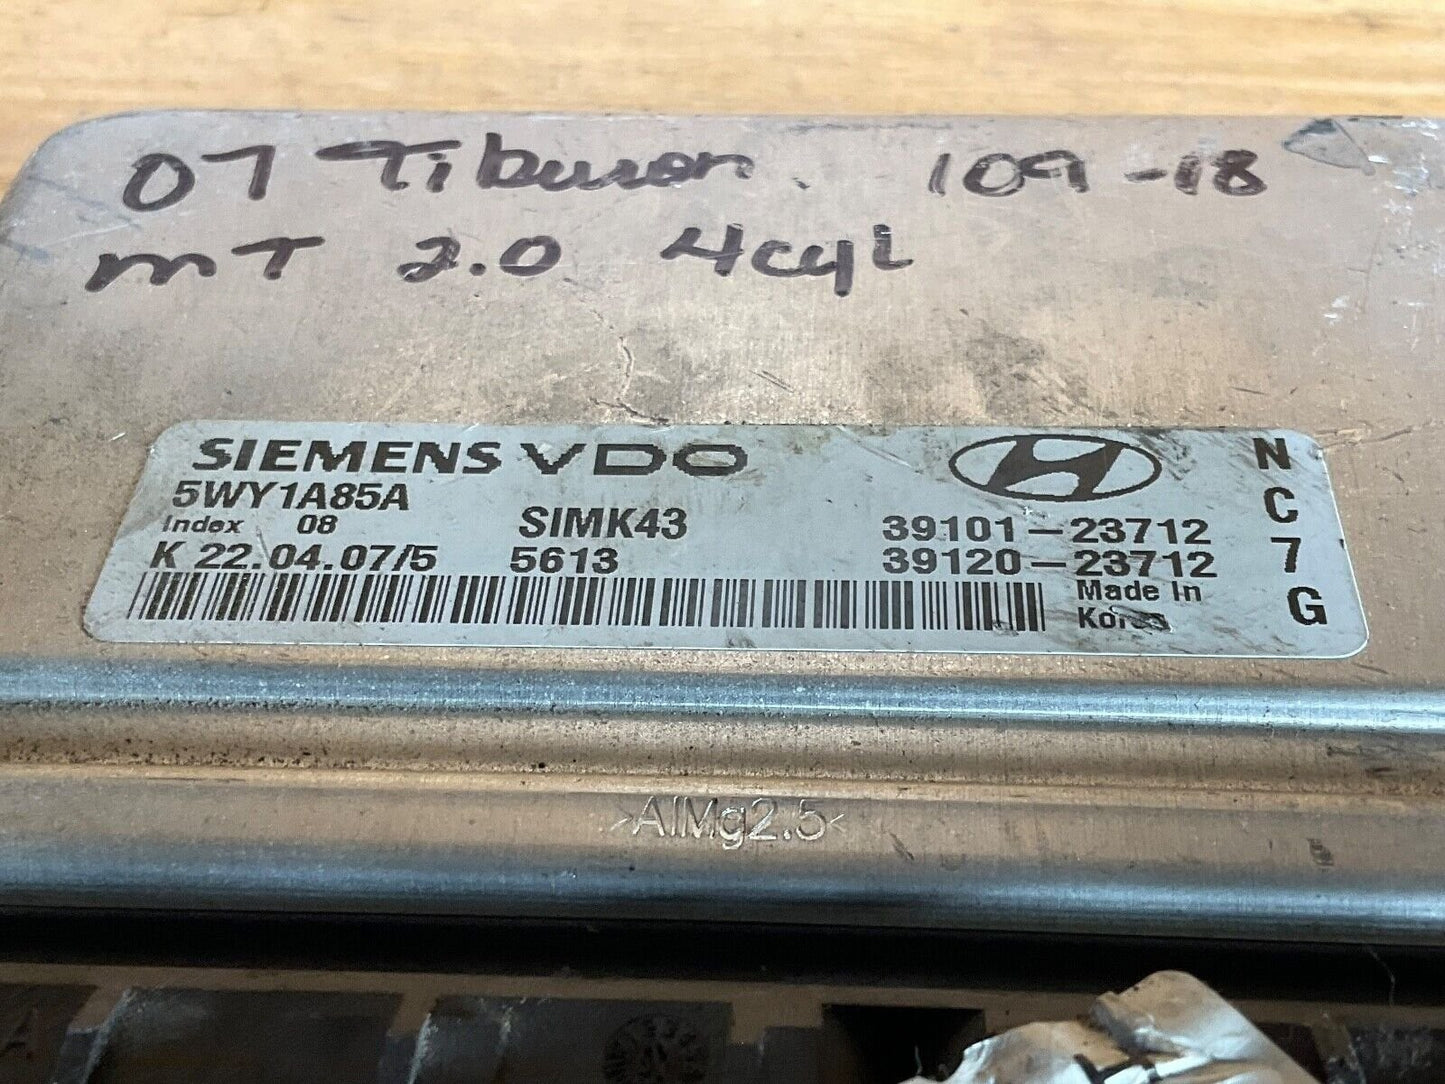 07 Tiburon. 109-18
MT 2.0 4cyl
SIEMENS VDO
5WY1A85A
Index 08
SIMK43
39101-23712
K 22.04.07/5
5613
39120-23712
Made In
Korea
N
C
7
G
>AlMg2.5<